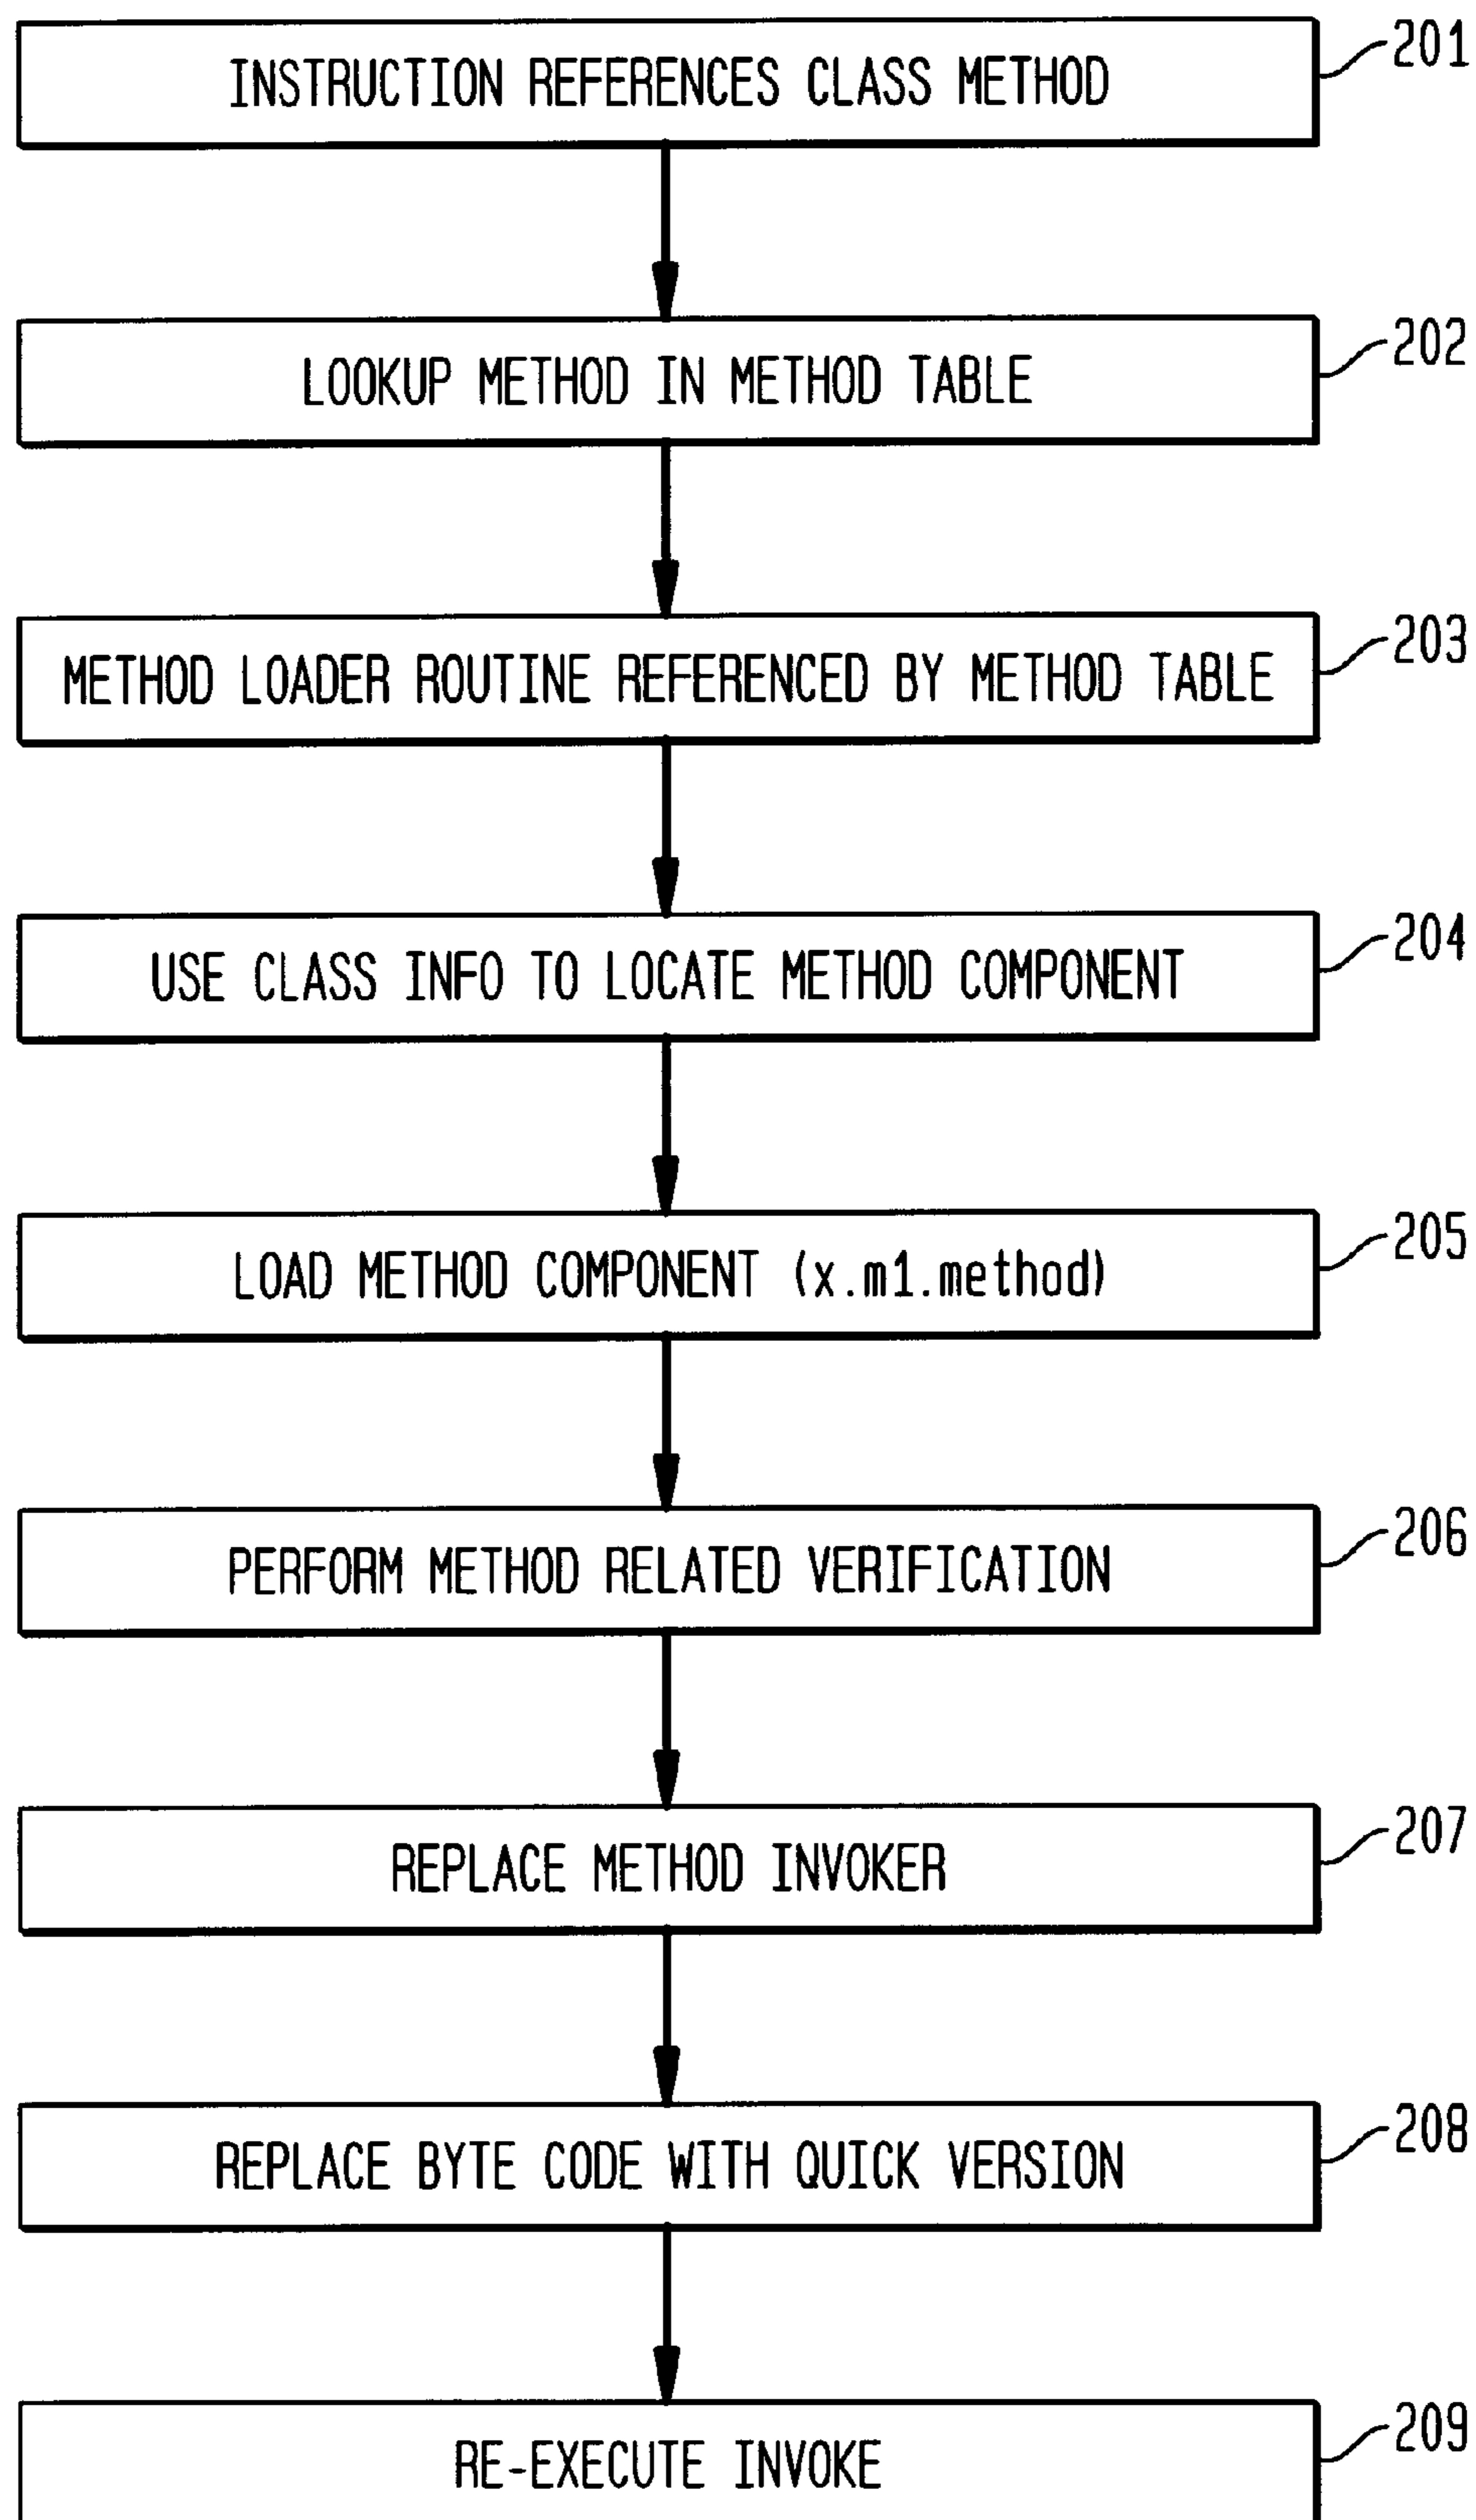 INSTRUCTION REFERENCES CLASS METHOD
201
LOOKUP METHOD IN METHOD TABLE
202
METHOD LOADER ROUTINE REFERENCED BY METHOD TABLE
203
USE CLASS INFO TO LOCATE METHOD COMPONENT
204
LOAD METHOD COMPONENT (x.m1.method)
205
PERFORM METHOD RELATED VERIFICATION
206
REPLACE METHOD INVOKER
207
REPLACE BYTE CODE WITH QUICK VERSION
208
RE-EXECUTE INVOKE
209